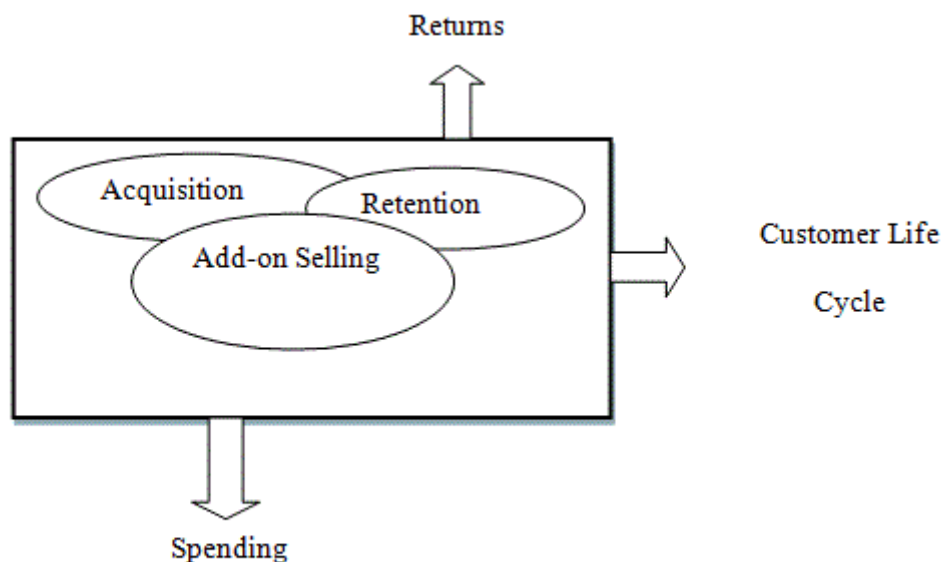 Returns
Acquisition
Retention
Add-on Selling
Customer Life
Cycle
Spending